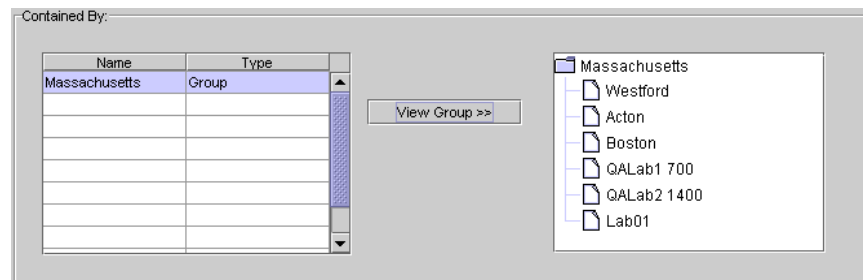 Contained By:
Name Type
Massachusetts Group
View Group >>
Massachusetts
Westford
Acton
Boston
QALab1 700
QALab2 1400
Lab01